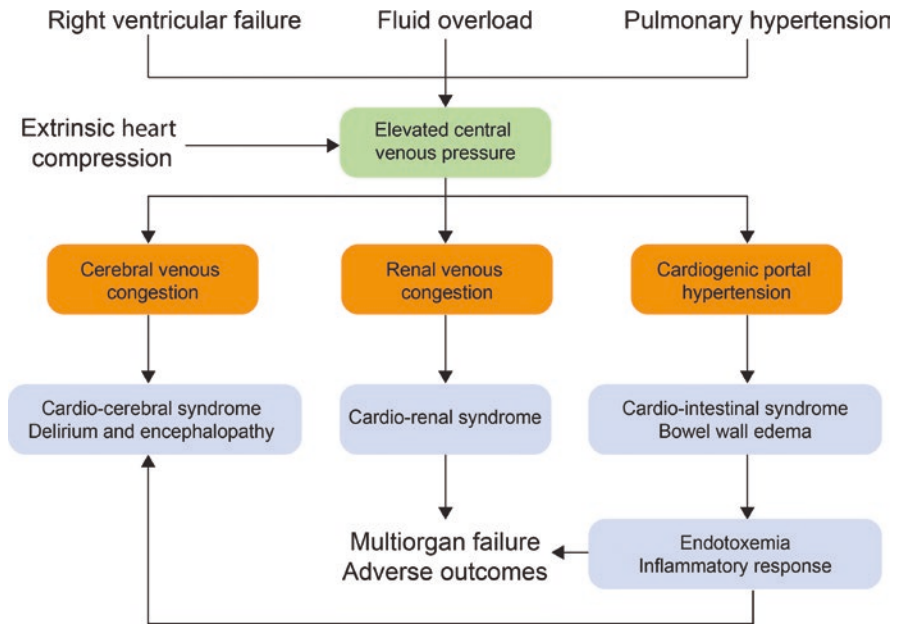 Right ventricular failure
Fluid overload
Pulmonary hypertension
Extrinsic heart
compression
Elevated central
venous pressure
Cerebral venous
congestion
Renal venous
congestion
Cardiogenic portal
hypertension
Cardio-cerebral syndrome
Delirium and encephalopathy
Cardio-renal syndrome
Cardio-intestinal syndrome
Bowel wall edema
Multiorgan failure
Adverse outcomes
Endotoxemia
Inflammatory response